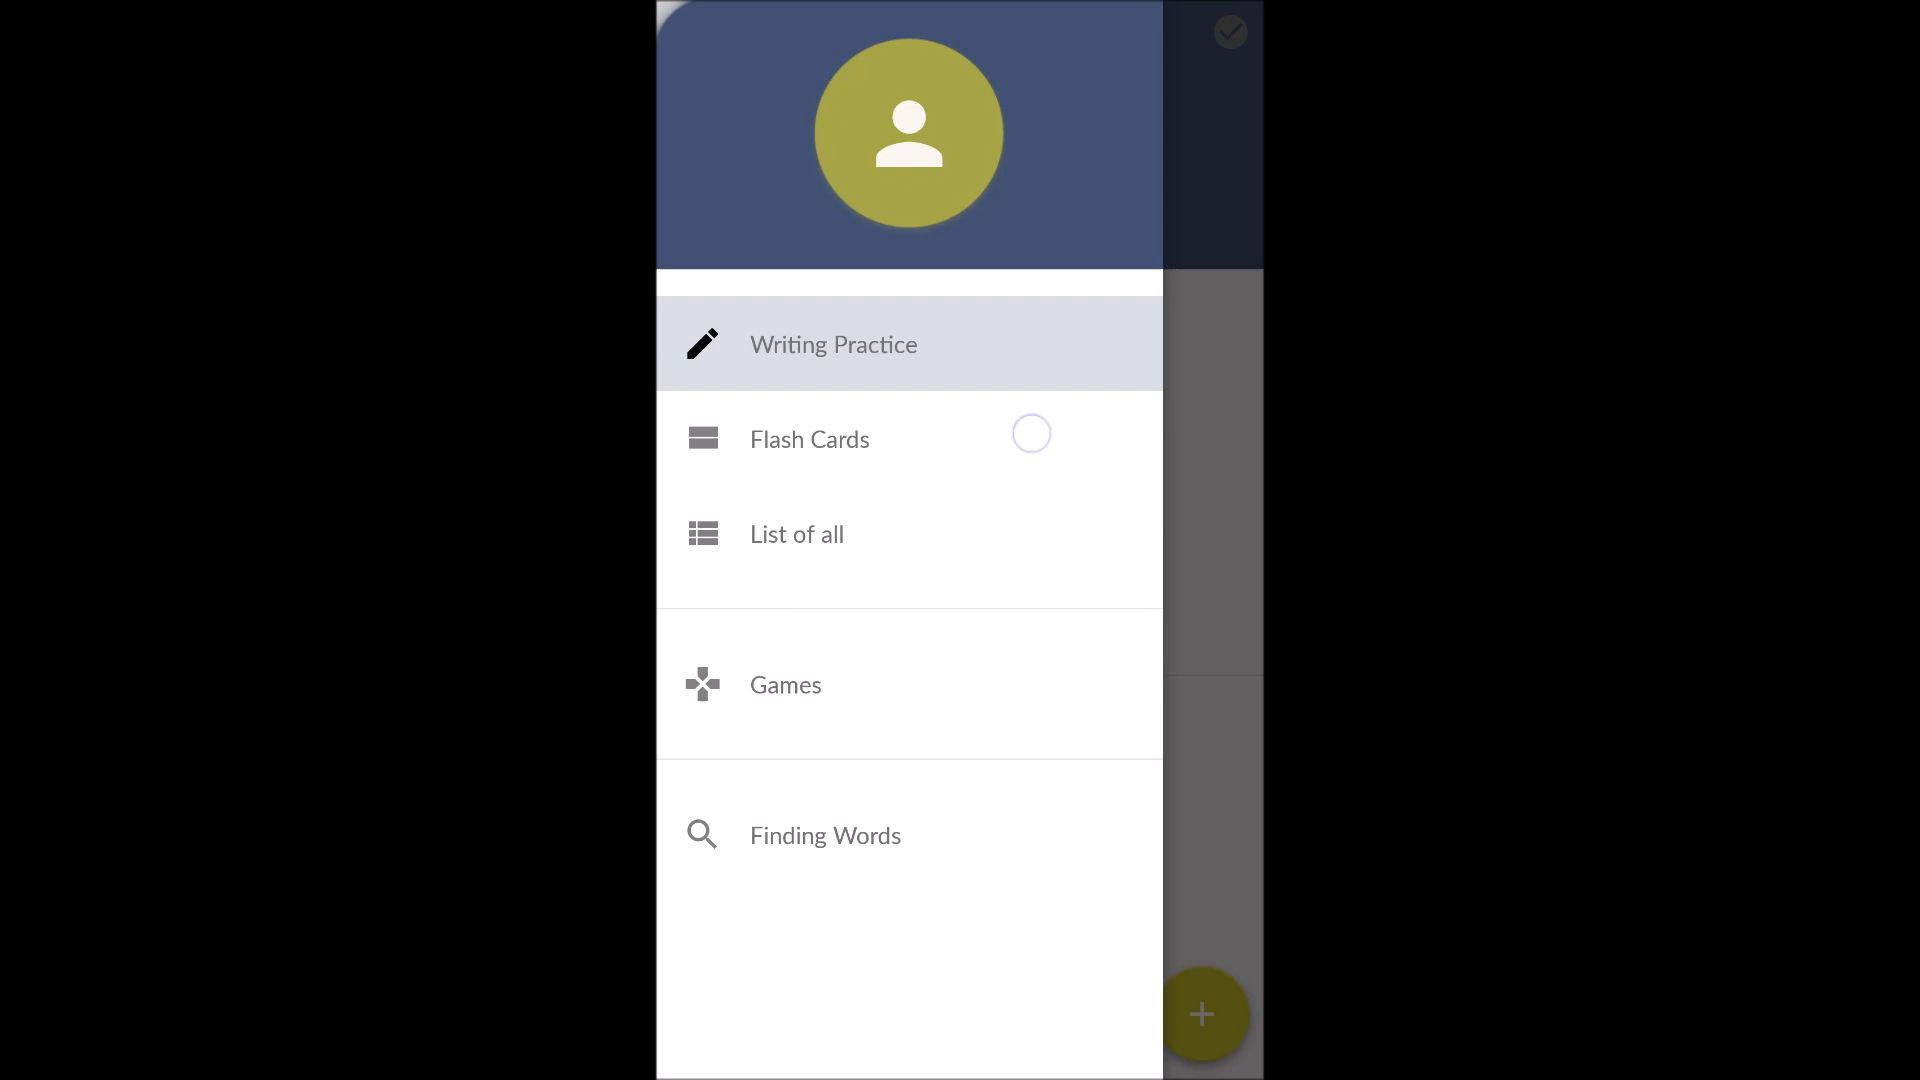 Writing Practice
Flash Cards
List of all
Games
Finding Words